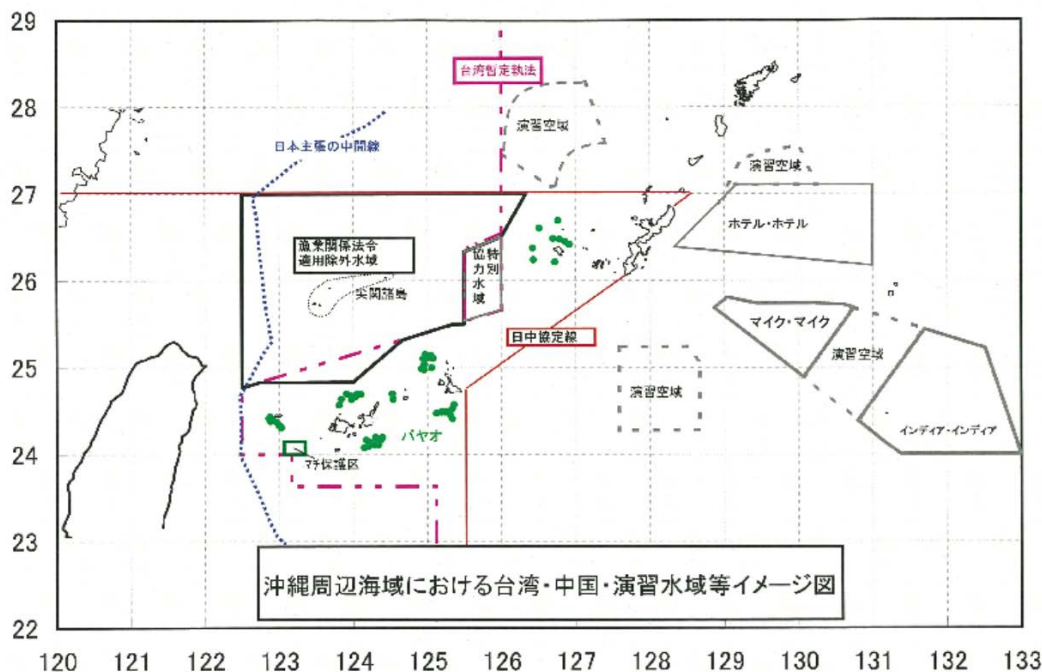 29
28
27
26
25
24
23
22
120
121
122
123
124
125
126
127
128
129
130
131
132
133
台湾暫定執法
演習空域
日本主張の中間線
演習空域
ホテル・ホテル
漁業関係法令
適用除外水域
特別
協力水域
尖閣諸島
日中協定線
マイク・マイク
演習空域
演習空域
インディア・インディア
パヤオ
マチ保護区
沖縄周辺海域における台湾・中国・演習水域等イメージ図